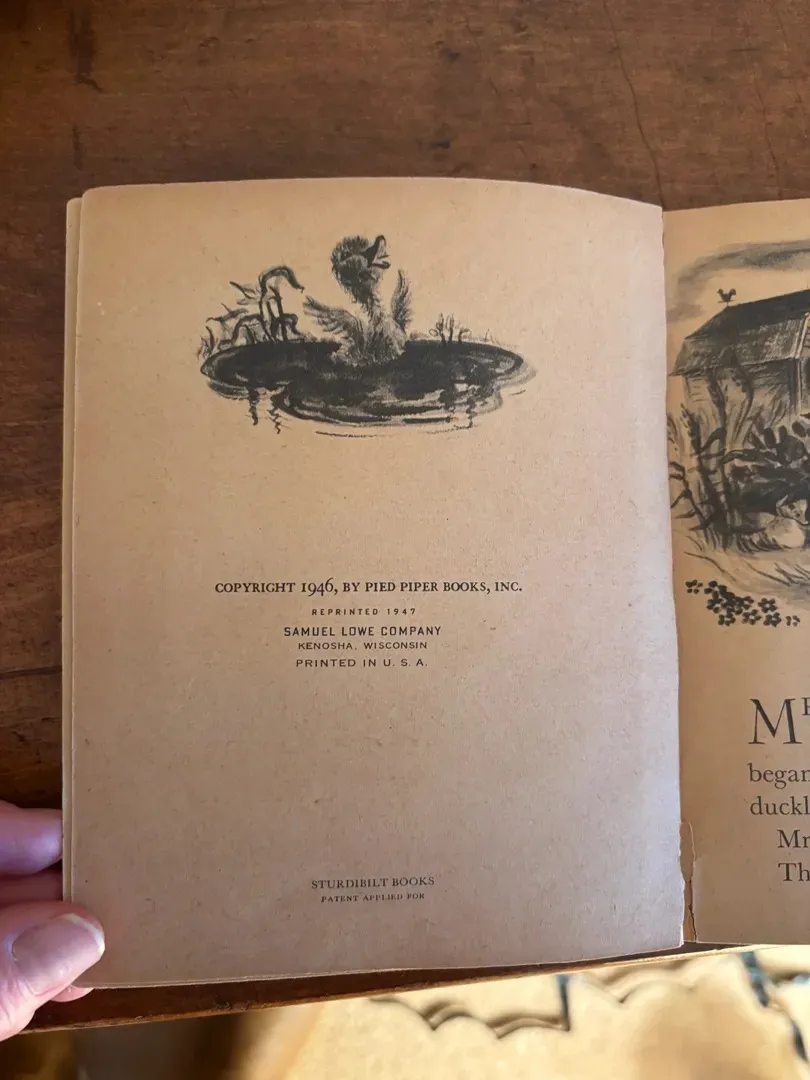 COPYRIGHT 1946, BY PIED PIPER BOOKS, INC.
REPRINTED 1947
SAMUEL LOWE COMPANY
KENOSHA, WISCONSIN
PRINTED IN U. S. A.
STURDIBILT BOOKS
PATENT APPLIED FOR
M
began
duckl
Mr
Th